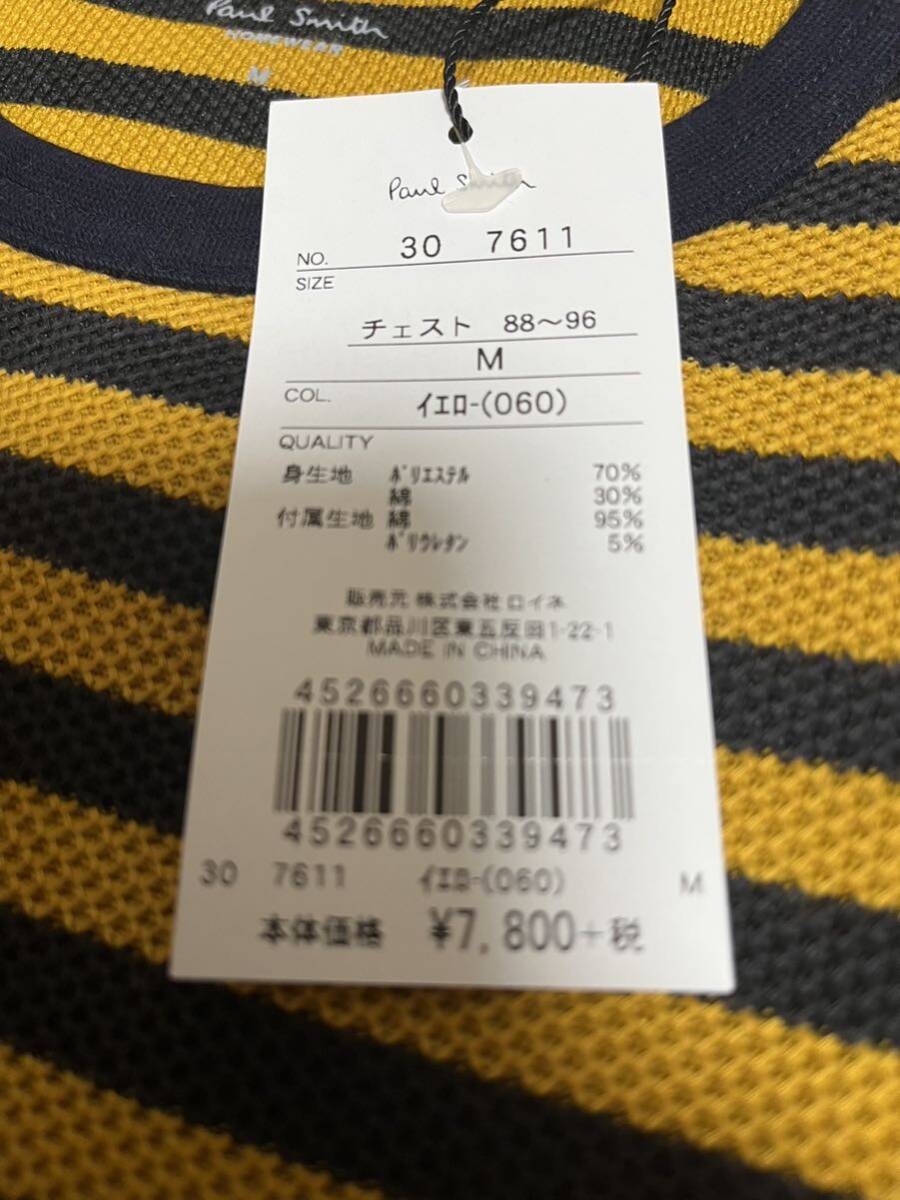 Paul Smith
HOMEWEAR
M
Paul Smith
NO. 30 7611
SIZE
チェスト 88〜96
M
COL. イエロー(060)
QUALITY
身生地 ポリエステル 70%
綿 30%
付属生地 綿 95%
ポリウレタン 5%
販売元 株式会社 ロイネ
東京都品川区東五反田1-22-1
MADE IN CHINA
4526660339473
4526660339473
30 7611 イエロー(060) M
本体価格 ¥7,800+税